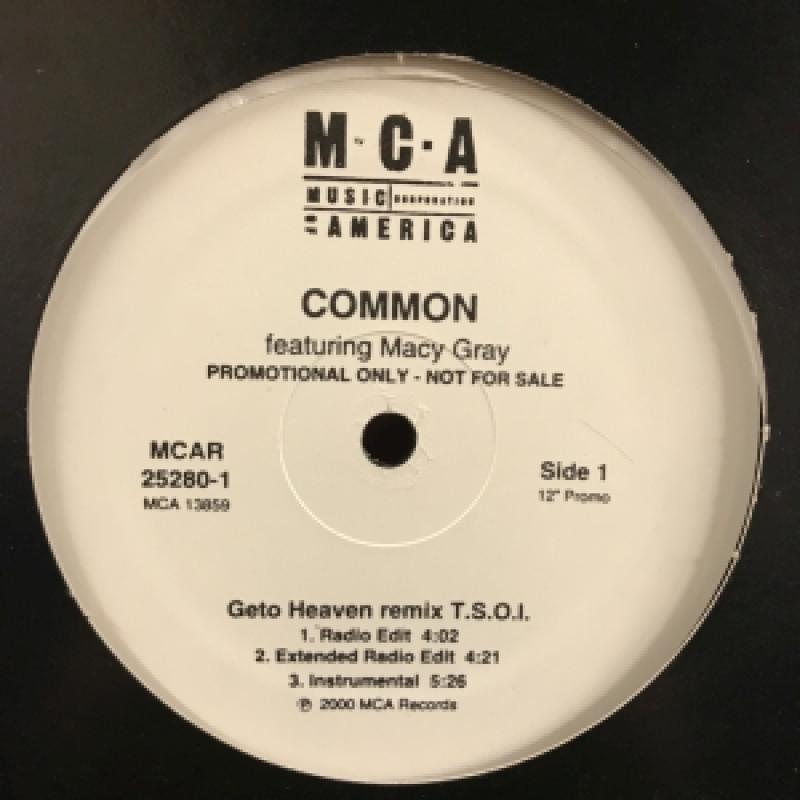 M·C·A
MUSIC CORPORATION
OF AMERICA
COMMON
featuring Macy Gray
PROMOTIONAL ONLY - NOT FOR SALE
MCAR
25280-1
MCA 13859
Side 1
12" Promo
Geto Heaven remix T.S.O.I.
1. Radio Edit 4:02
2. Extended Radio Edit 4:21
3. Instrumental 5:26
℗ 2000 MCA Records